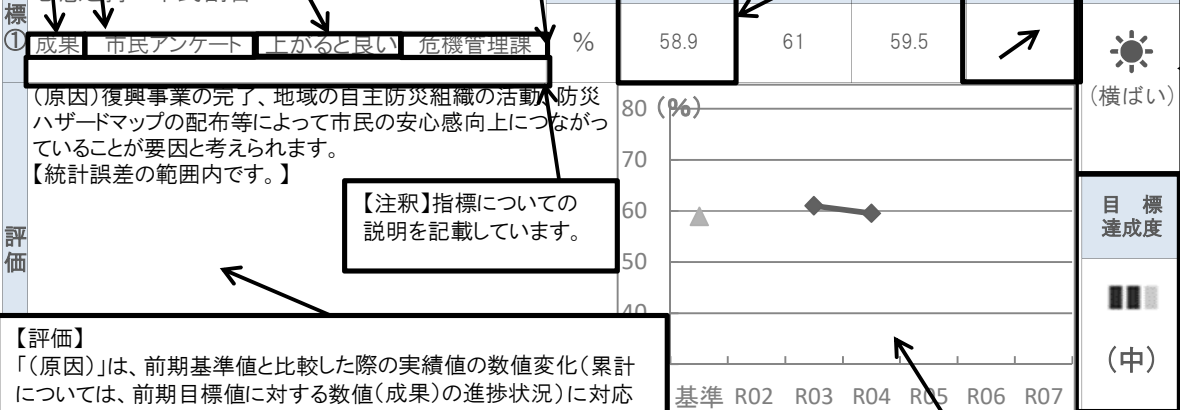 標
①
成果 市民アンケート 上がると良い 危機管理課 % 58.9 61 59.5
(横ばい)
(原因)復興事業の完了、地域の自主防災組織の活動、防災
ハザードマップの配布等によって市民の安心感向上につながっ
ていることが要因と考えられます。
【統計誤差の範囲内です。】
評
価
【注釈】指標についての
説明を記載しています。
80 (%)
70
60
50
40
基準 R02 R03 R04 R05 R06 R07
目 標
達成度
(中)
【評価】
「(原因)」は、前期基準値と比較した際の実績値の数値変化(累計
については、前期目標値に対する数値(成果)の進捗状況)に対応